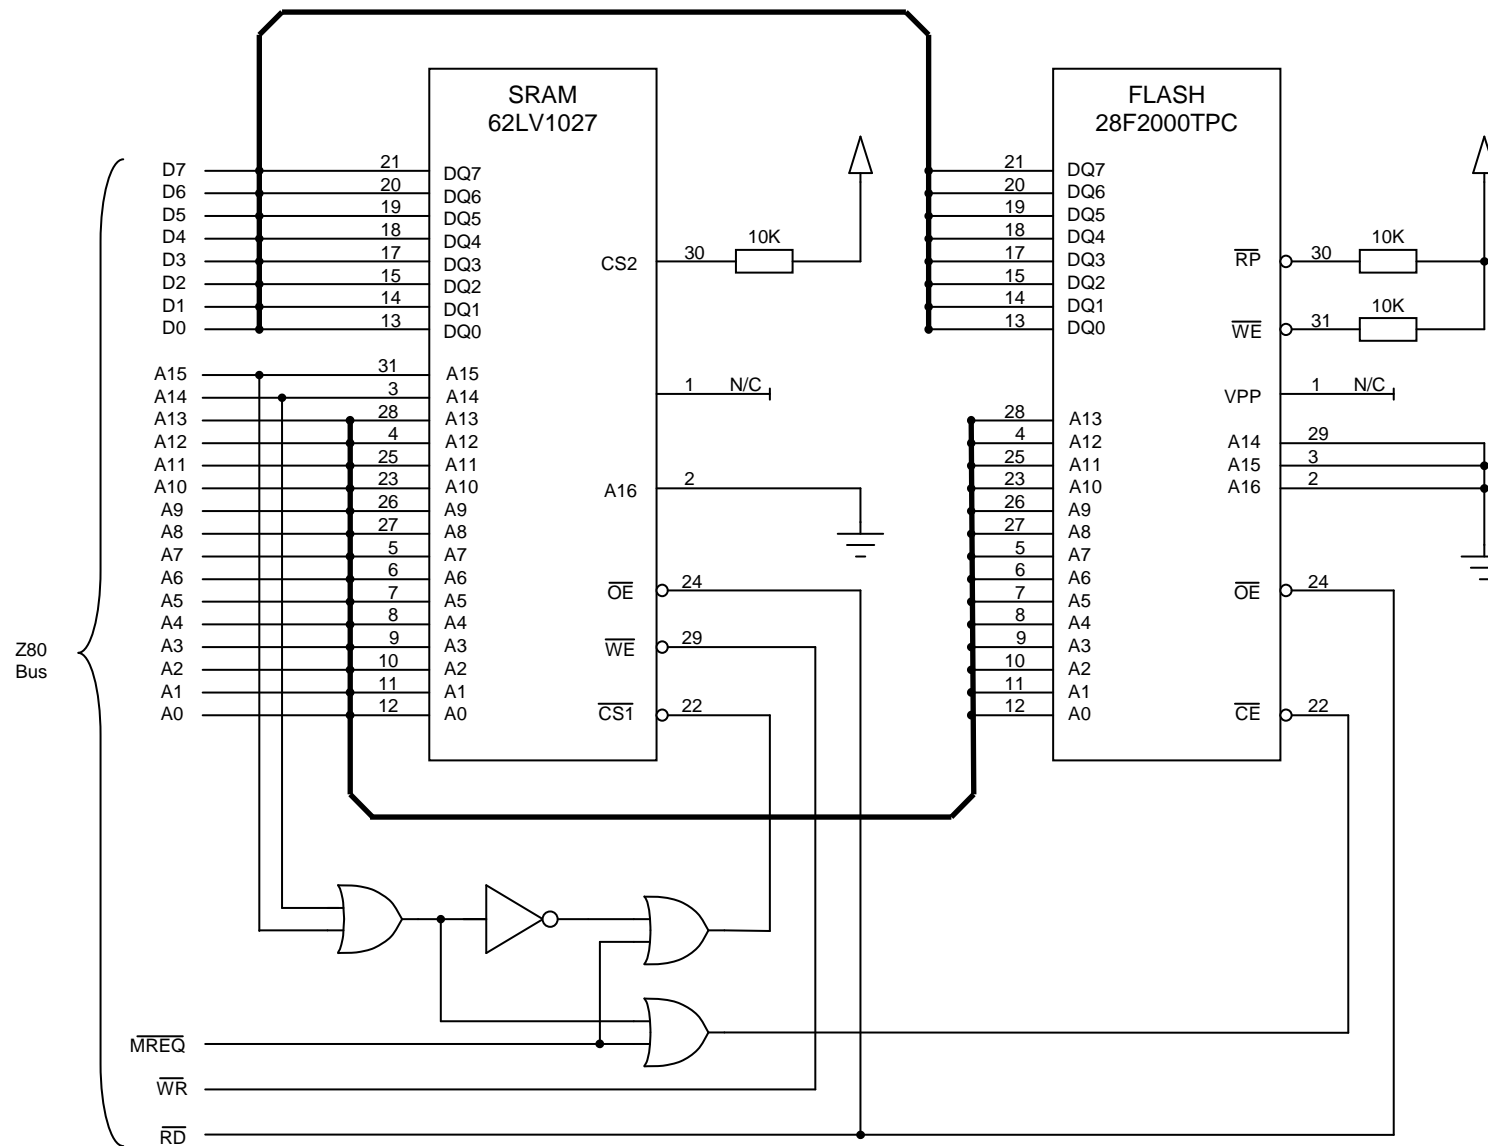 SRAM
62LV1027
FLASH
28F2000TPC
D7 21 DQ7 21 DQ7
D6 20 DQ6 20 DQ6
D5 19 DQ5 19 DQ5
D4 18 DQ4 18 DQ4
10K 10K
D3 17 DQ3 CS2 30 17 DQ3 RP 30
D2 15 DQ2 15 DQ2
D1 14 DQ1 14 DQ1 10K
D0 13 DQ0 13 DQ0 WE 31
A15 31 A15
A14 3 A14 1 N/C VPP 1 N/C
A13 28 A13 28 A13
A12 4 A12 4 A12 A14 29
A11 25 A11 25 A11 A15 3
A10 23 A10 A16 2 23 A10 A16 2
A9 26 A9 26 A9
A8 27 A8 27 A8
A7 5 A7 5 A7
A6 6 A6 OE 24 6 A6 OE 24
A5 7 A5 7 A5
A4 8 A4 8 A4
A3 9 A3 WE 29 9 A3
A2 10 A2 10 A2
A1 11 A1 11 A1
A0 12 A0 CS1 22 12 A0 CE 22
Z80
Bus
MREQ
WR
RD